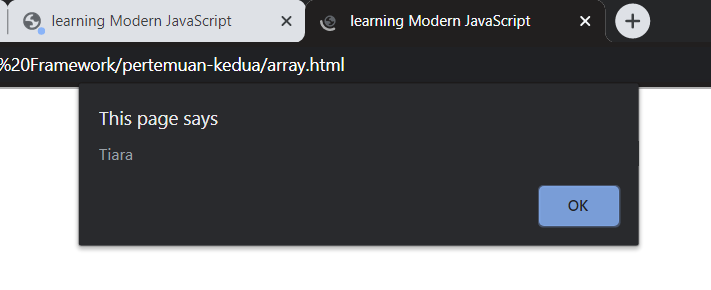 learning Modern JavaScript
learning Modern JavaScript
%20Framework/pertemuan-kedua/array.html
This page says
Tiara
OK